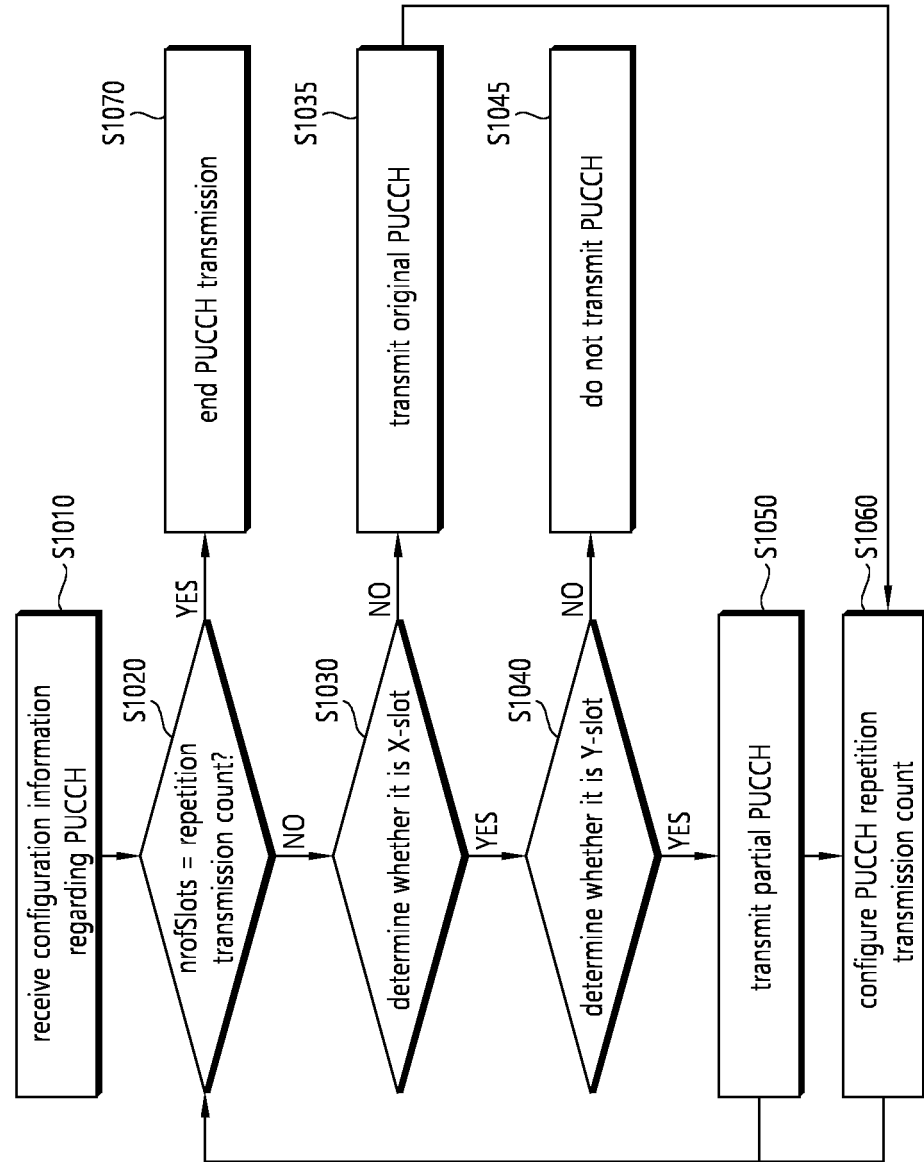 receive configuration information
regarding PUCCH
S1010
nrofSlots = repetition
transmission count?
S1020
YES
end PUCCH transmission
S1070
NO
determine whether it is X-slot
S1030
NO
transmit original PUCCH
S1035
YES
determine whether it is Y-slot
S1040
NO
do not transmit PUCCH
S1045
YES
transmit partial PUCCH
S1050
configure PUCCH repetition
transmission count
S1060